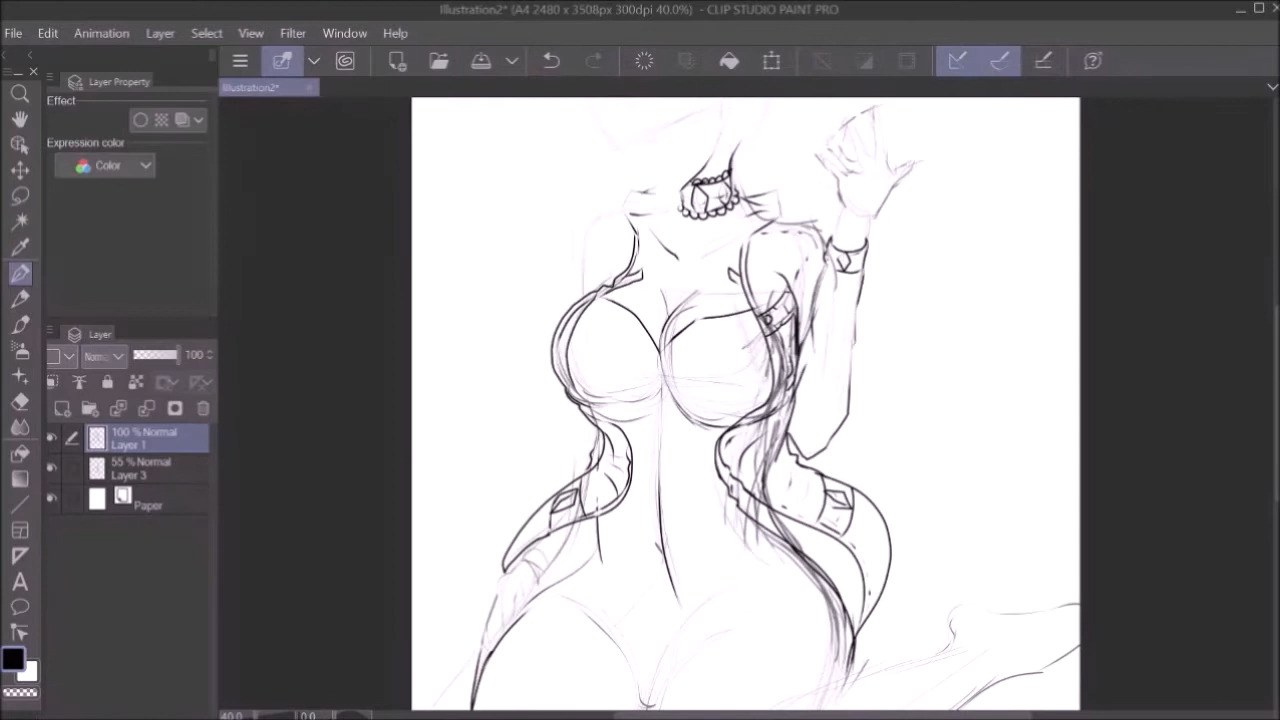 Illustration2* (A4 2480 x 3508px 300dpi 40.0%) - CLIP STUDIO PAINT PRO
File Edit Animation Layer Select View Filter Window Help
Illustration2*
Layer Property
Effect
Expression color
Color
Layer
Norma 100
100 % Normal
Layer 1
55 % Normal
Layer 3
Paper
40.0 0.0